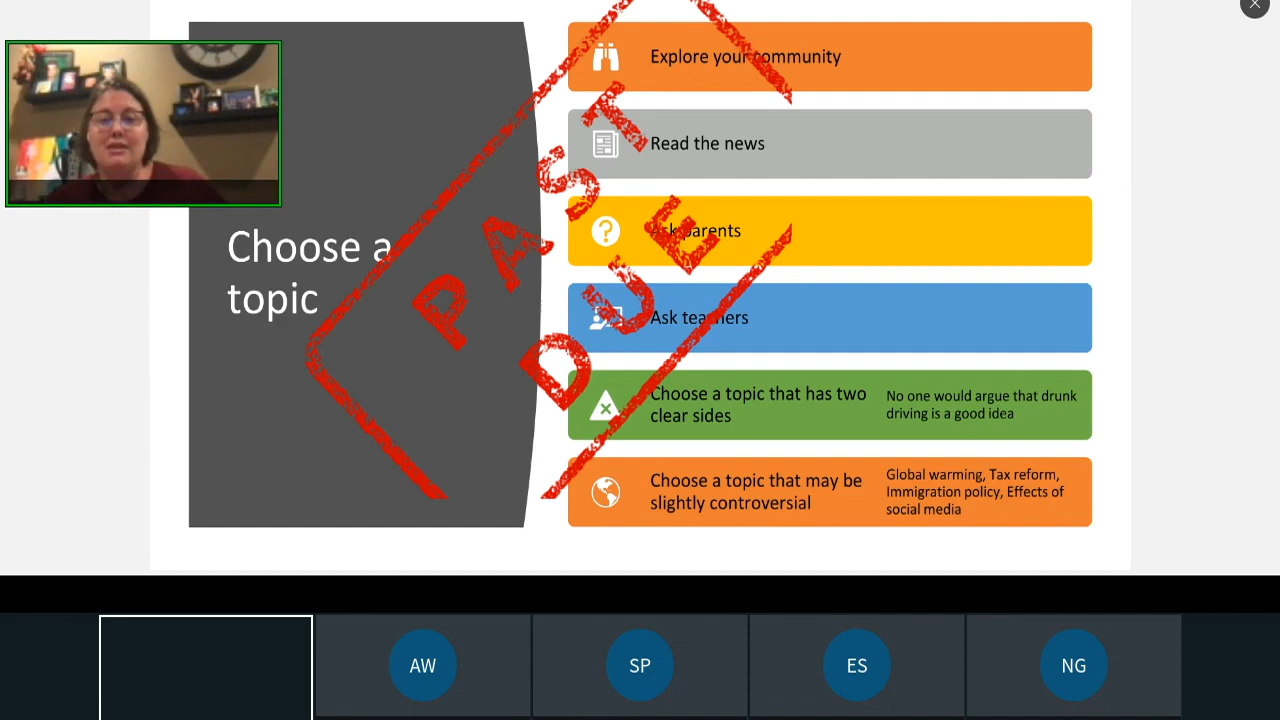 Choose a
topic
Explore your community
Read the news
Ask parents
Ask teachers
Choose a topic that has two
clear sides
No one would argue that drunk
driving is a good idea
Choose a topic that may be
slightly controversial
Global warming, Tax reform,
Immigration policy, Effects of
social media
PAST
DUE
AW
SP
ES
NG